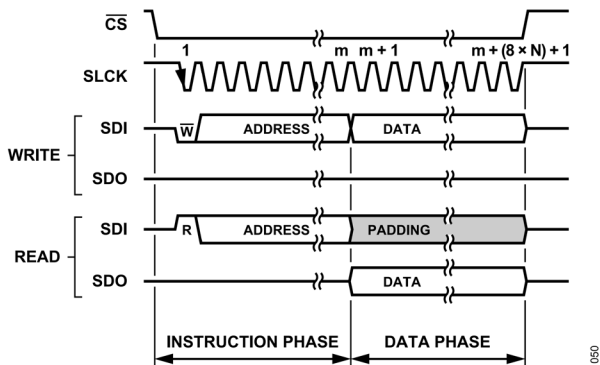 CS
1 m m + 1 m + (8 × N) + 1
SLCK
SDI W ADDRESS DATA
WRITE
SDO
SDI R ADDRESS PADDING
READ
SDO DATA
INSTRUCTION PHASE DATA PHASE
050